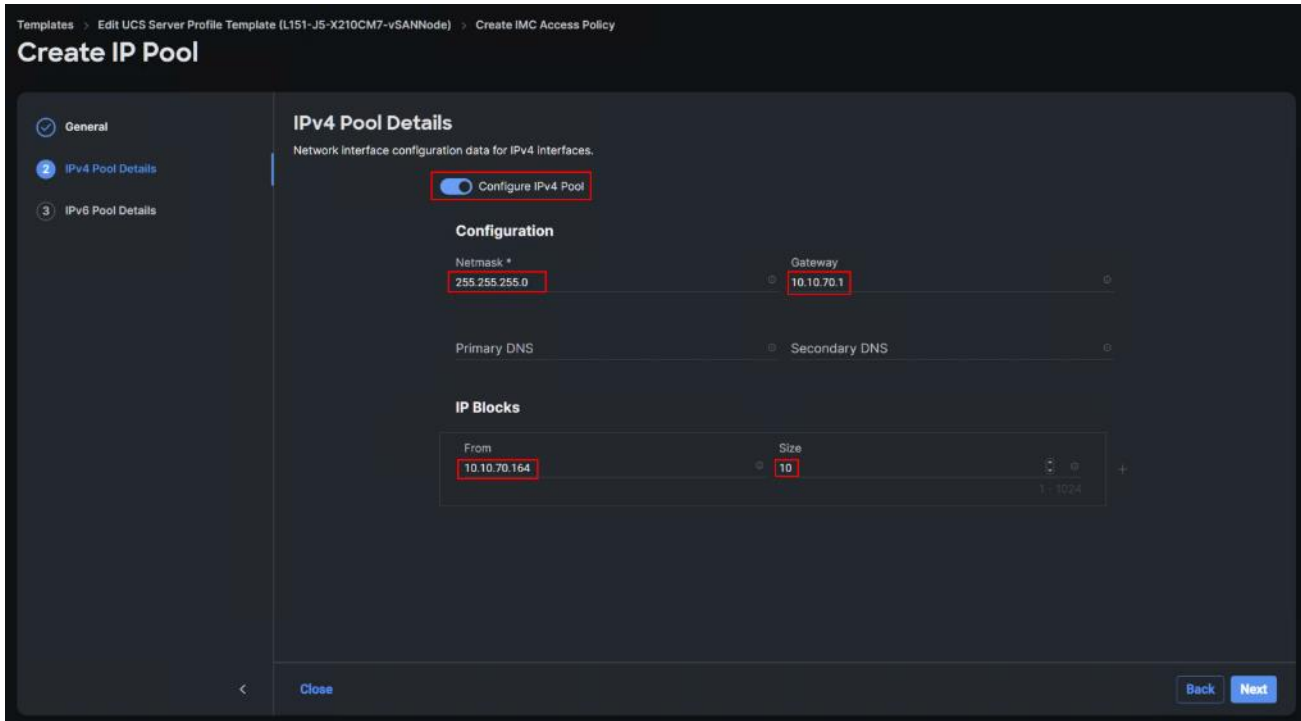 Templates > Edit UCS Server Profile Template (L151-J5-X210CM7-vSANNode) > Create IMC Access Policy
Create IP Pool
General
2 IPv4 Pool Details
3 IPv6 Pool Details
IPv4 Pool Details
Network interface configuration data for IPv4 interfaces.
Configure IPv4 Pool
Configuration
Netmask *
255.255.255.0
Gateway
10.10.70.1
Primary DNS
Secondary DNS
IP Blocks
From
10.10.70.164
Size
10
1 - 1024
Close
Back
Next